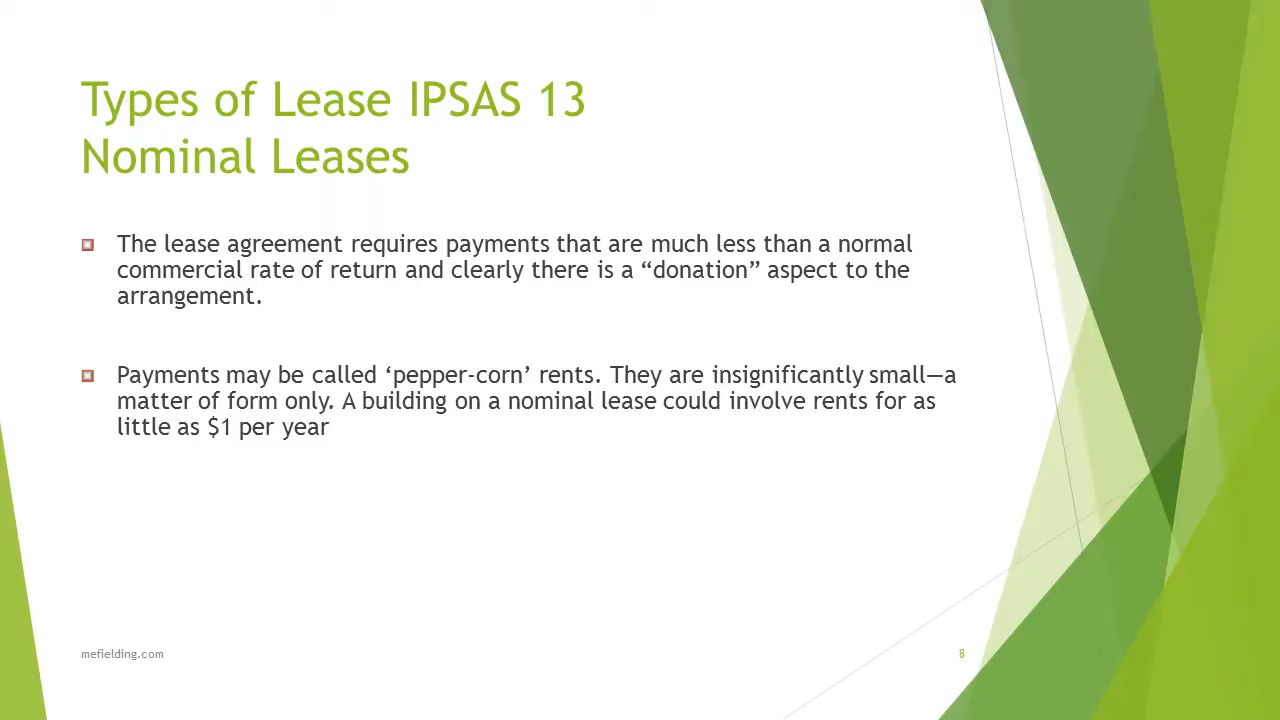 Types of Lease IPSAS 13
Nominal Leases
The lease agreement requires payments that are much less than a normal
commercial rate of return and clearly there is a “donation” aspect to the
arrangement.
Payments may be called ‘pepper-corn’ rents. They are insignificantly small—a
matter of form only. A building on a nominal lease could involve rents for as
little as $1 per year
mefielding.com
8